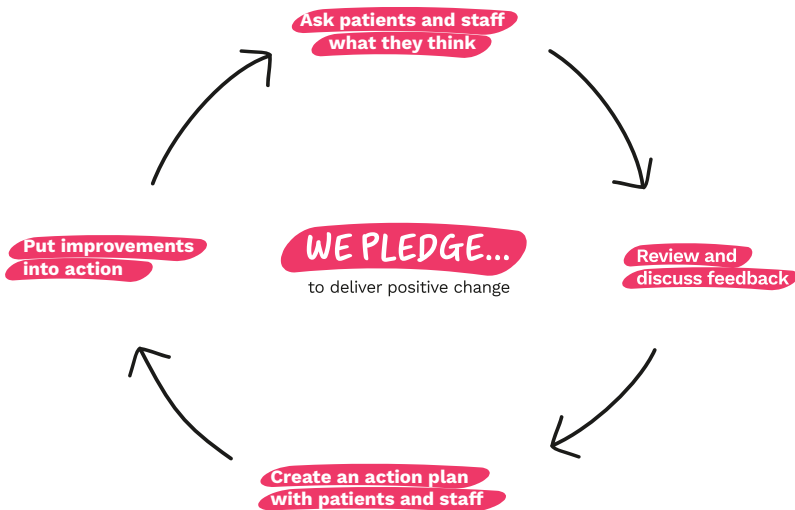 Ask patients and staff
what they think
Put improvements
into action
WE PLEDGE...
to deliver positive change
Review and
discuss feedback
Create an action plan
with patients and staff